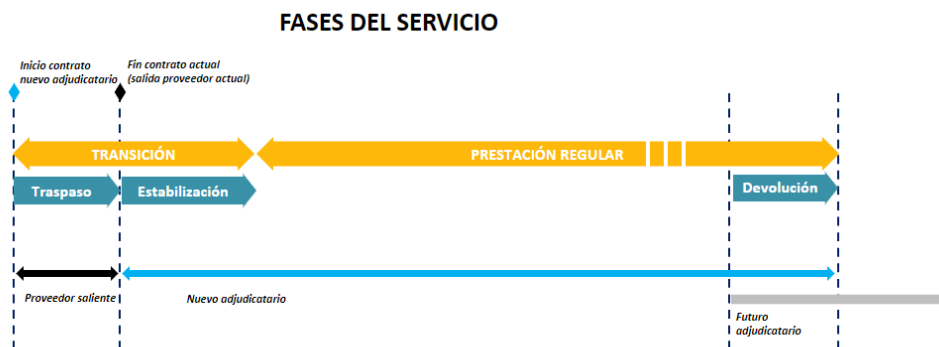 FASES DEL SERVICIO
Inicio contrato
nuevo adjudicatario
Fin contrato actual
(salida proveedor actual)
TRANSICIÓN
PRESTACIÓN REGULAR
Traspaso
Estabilización
Devolución
Proveedor saliente
Nuevo adjudicatario
Futuro
adjudicatario